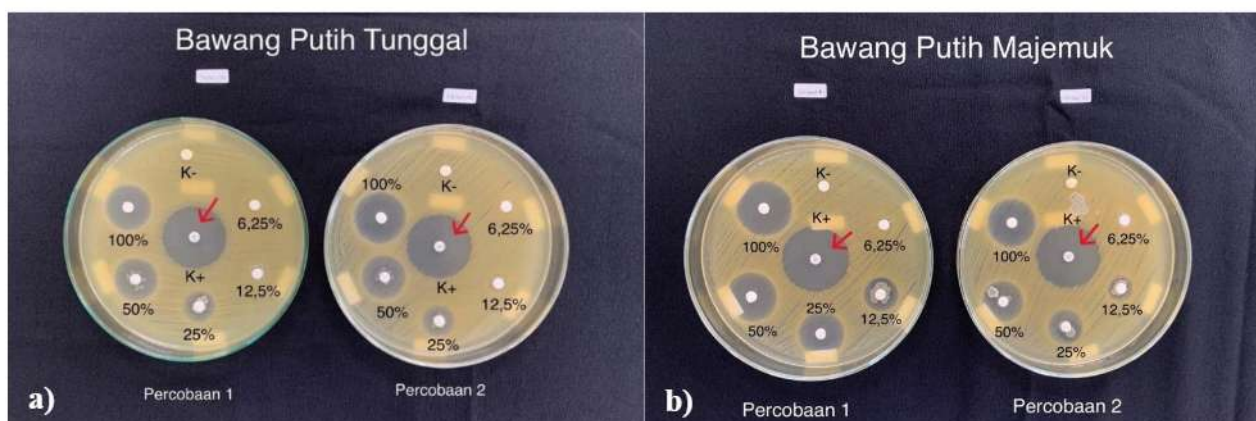 Bawang Putih Tunggal
K-
100%
6,25%
K+
50%
12,5%
25%
Percobaan 1
K-
100%
6,25%
K+
50%
12,5%
25%
Percobaan 2
a)
Bawang Putih Majemuk
K-
K+
100%
6,25%
25%
50%
12,5%
Percobaan 1
K-
K+
100%
6,25%
50%
12,5%
25%
Percobaan 2
b)